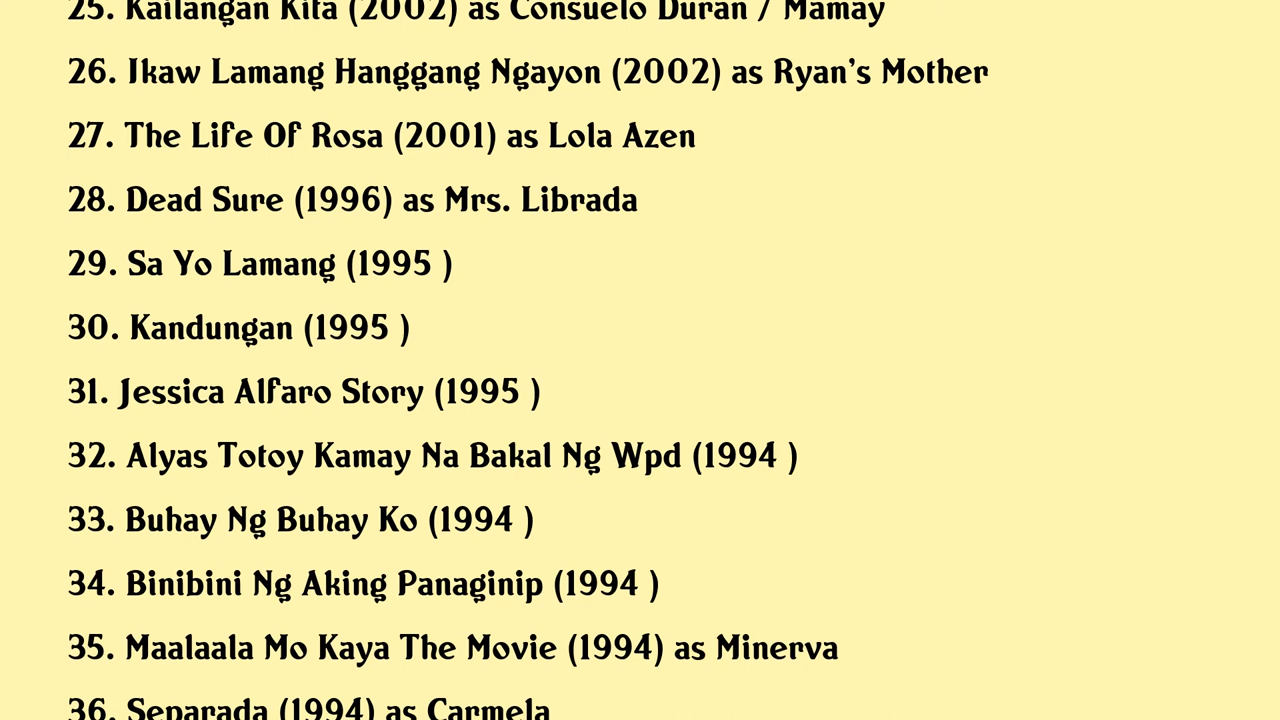 25. Kailangan Kita (2002) as Consuelo Duran / Mamay
26. Ikaw Lamang Hanggang Ngayon (2002) as Ryan's Mother
27. The Life Of Rosa (2001) as Lola Azen
28. Dead Sure (1996) as Mrs. Librada
29. Sa Yo Lamang (1995 )
30. Kandungan (1995 )
31. Jessica Alfaro Story (1995 )
32. Alyas Totoy Kamay Na Bakal Ng Wpd (1994 )
33. Buhay Ng Buhay Ko (1994 )
34. Binibini Ng Aking Panaginip (1994 )
35. Maalaala Mo Kaya The Movie (1994) as Minerva
36. Separada (1994) as Carmela